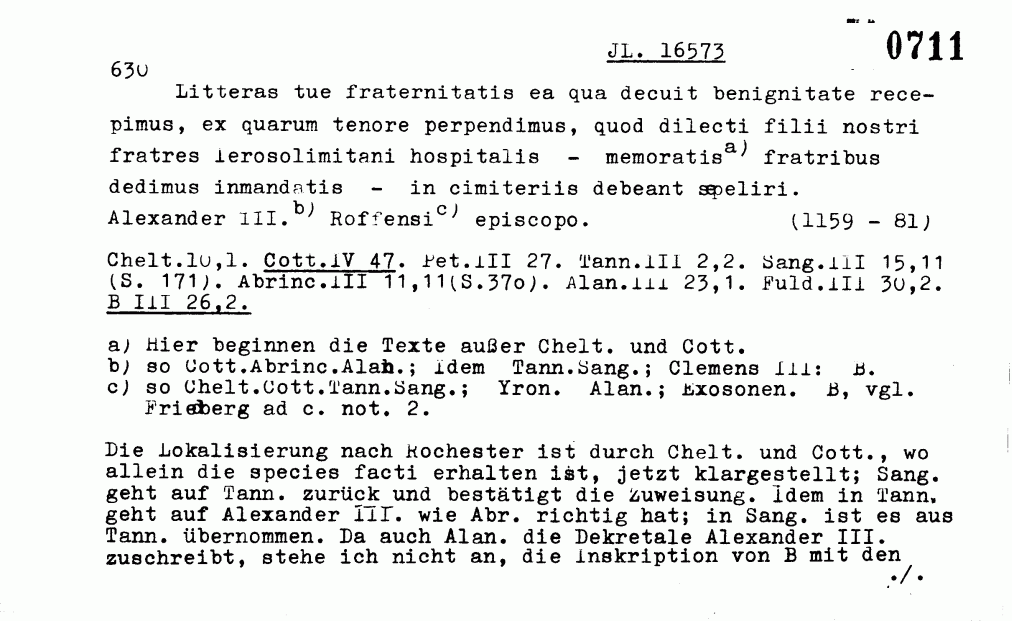 JL. 16573 0711
630
Litteras tue fraternitatis ea qua decuit benignitate rece-
pimus, ex quarum tenore perpendimus, quod dilecti filii nostri
fratres ierosolimitani hospitalis - memoratis a) fratribus
dedimus inmandatis - in cimiteriis debeant sepeliri.
Alexander III. b) Roffensi c) episcopo. (1159 - 81)
Chelt.10,1. Cott.IV 47. Pet.III 27. Tann.III 2,2. Sang.III 15,11
(S. 171). Abrinc.III 11,11(S.370). Alan.III 23,1. Fuld.III 30,2.
B III 26,2.
a) Hier beginnen die Texte außer Chelt. und Cott.
b) so Cott.Abrinc.Alan.; idem Tann.Sang.; Clemens III: B.
c) so Chelt.Cott.Tann.Sang.; Yron. Alan.; Exosonen. B, vgl.
Friedberg ad c. not. 2.
Die Lokalisierung nach Rochester ist durch Chelt. und Cott., wo
allein die species facti erhalten ist, jetzt klargestellt; Sang.
geht auf Tann. zurück und bestätigt die Zuweisung. Idem in Tann.
geht auf Alexander III. wie Abr. richtig hat; in Sang. ist es aus
Tann. übernommen. Da auch Alan. die Dekretale Alexander III.
zuschreibt, stehe ich nicht an, die Inskription von B mit den
./.